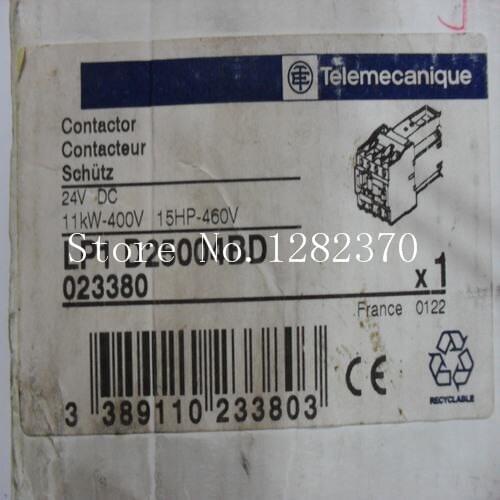 Telemecanique
Contactor
Contacteur
Schütz
24V DC
11kW-400V 15HP-460V
Store No.:1282370
023380
x 1
France 0122
3 389110 233803
CE
RECYCLABLE